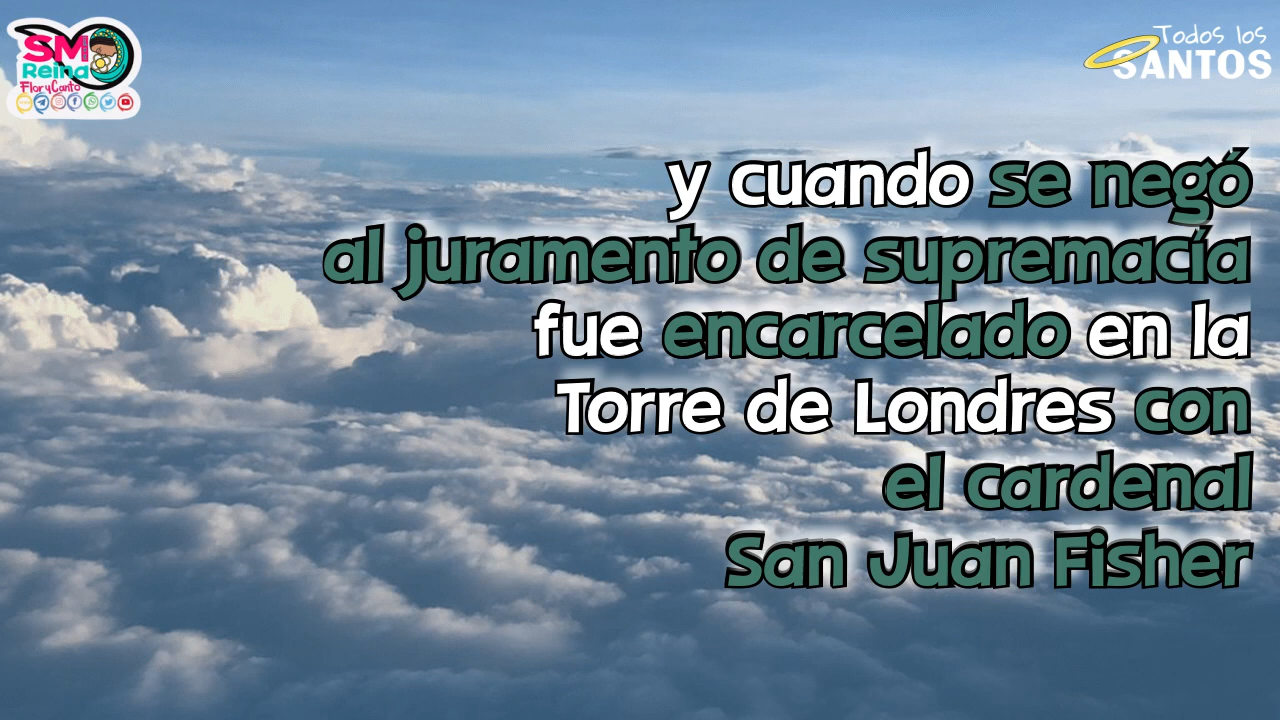 SM
Reina
Flor y Canto
Todos los
SANTOS
y cuando se negó
al juramento de supremacía
fue encarcelado en la
Torre de Londres con
el cardenal
San Juan Fisher